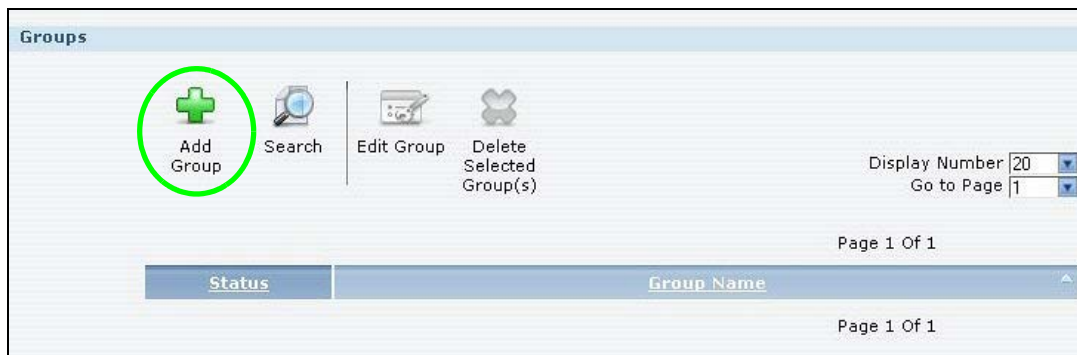 Groups
Add
Group
Search
Edit Group
Delete
Selected
Group(s)
Display Number 20
Go to Page 1
Page 1 Of 1
Status Group Name
Page 1 Of 1